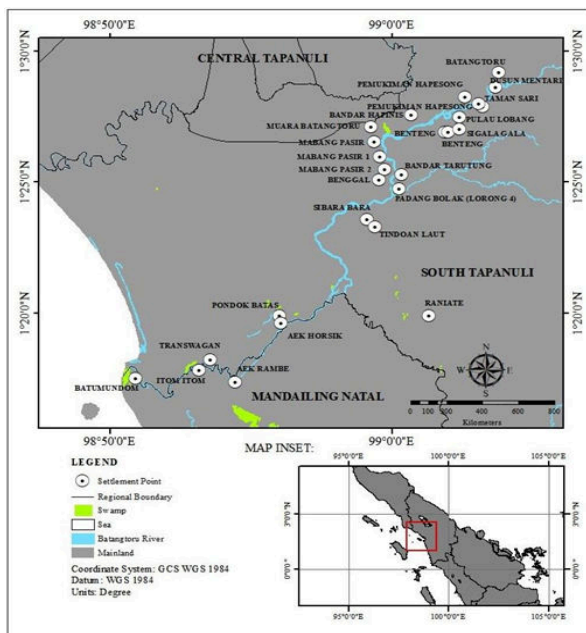 98°50'0"E 99°0'0"E
1°30'0"N 1°30'0"N
1°25'0"N 1°25'0"N
1°20'0"N 1°20'0"N
CENTRAL TAPANULI
BATANGTORU
DUSUN MENTARI
PEMUKIMAN HAPESONG
TAMAN SARI
PEMUKIMAN HAPESONG
BANDAR HAPINIS
PULAU LOBANG
MUARA BATANGTORU
BENTENG
SIGALA GALA
MABANG PASIR
BENTENG
MABANG PASIR 1
MABANG PASIR 2
BANDAR TARUTUNG
BENGGAL
PADANG BOLAK (LORONG 4)
SIBARA BARA
TINDOAN LAUT
SOUTH TAPANULI
PONDOK BATAS
RANIATE
AEK HORSIK
TRANSWAGAN
N
W E
S
ITOM ITOM
AEK RAMBE
BATUMUNDOM
MANDAILING NATAL
0 100 200 400 600 800
Kilometers
98°50'0"E 99°0'0"E
MAP INSET:
LEGEND
Settlement Point
Regional Boundary
Swamp
Sea
Batangtoru River
Mainland
Coordinate System: GCS WGS 1984
Datum : WGS 1984
Units: Degree
95°0'0"E 100°0'0"E 105°0'0"E
0°0'0" 0°0'0"
95°0'0"E 100°0'0"E 105°0'0"E